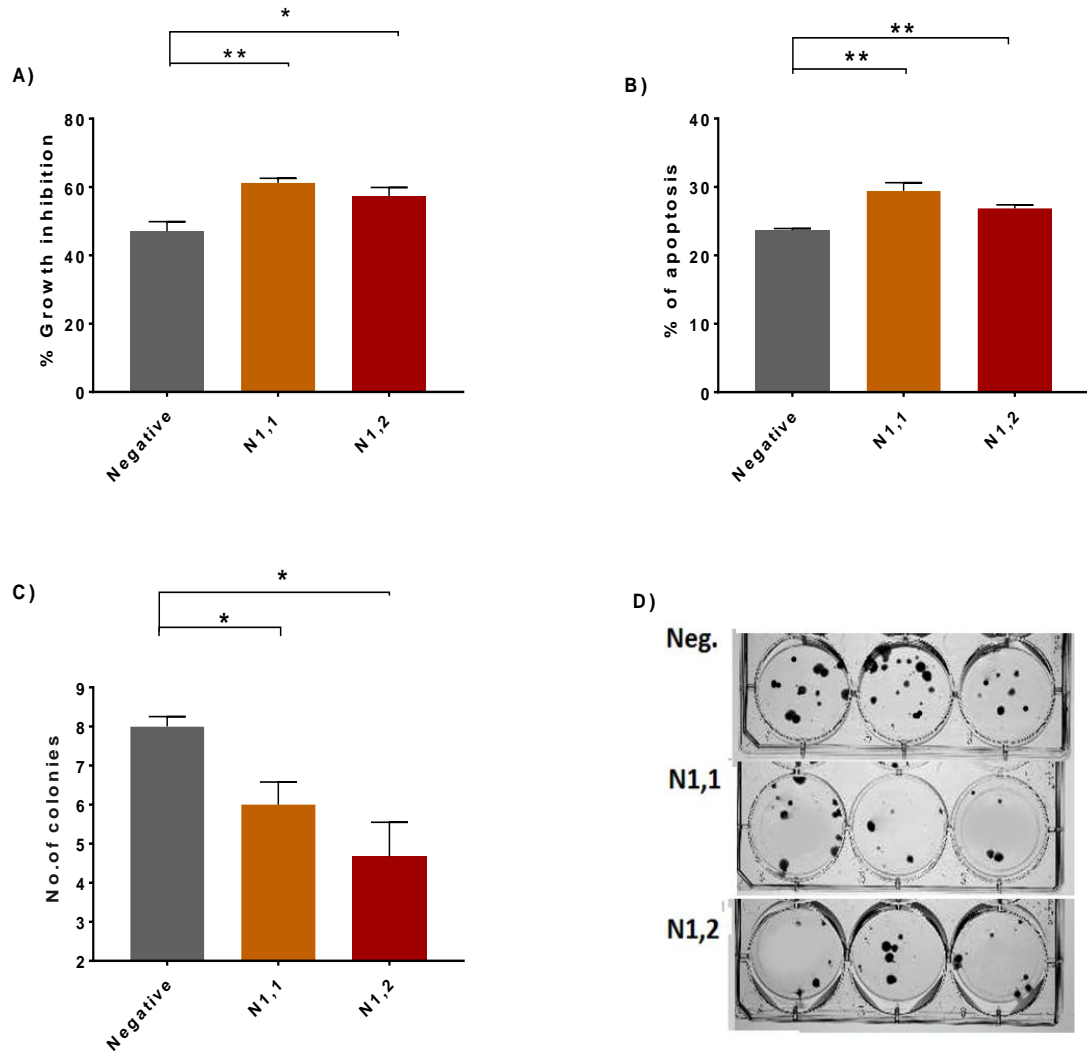 A)
*
**
% Growth inhibition
80
60
40
20
0
Negative
N1,1
N1,2
B)
**
**
% of apoptosis
40
30
20
10
0
Negative
N1,1
N1,2
C)
*
*
No.of colonies
9
8
7
6
5
4
3
2
Negative
N1,1
N1,2
D)
Neg.
N1,1
N1,2